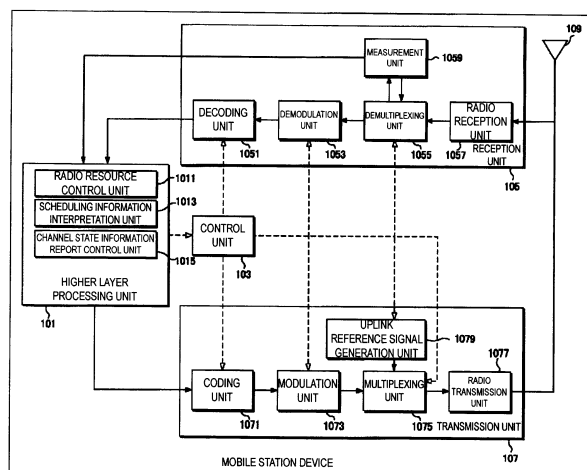 109
MEASUREMENT
UNIT
1059
DECODING
UNIT
1051
DEMODULATION
UNIT
1053
DEMULTIPLEXING
UNIT
1055
RADIO
RECEPTION
UNIT
1057
RECEPTION
UNIT
105
RADIO RESOURCE
CONTROL UNIT
1011
SCHEDULING INFORMATION
INTERPRETATION UNIT
1013
CHANNEL STATE INFORMATION
REPORT CONTROL UNIT
1015
HIGHER LAYER
PROCESSING UNIT
101
CONTROL
UNIT
103
UPLINK
REFERENCE SIGNAL
GENERATION UNIT
1079
1077
CODING
UNIT
1071
MODULATION
UNIT
1073
MULTIPLEXING
UNIT
1075
RADIO
TRANSMISSION
UNIT
TRANSMISSION UNIT
107
MOBILE STATION DEVICE